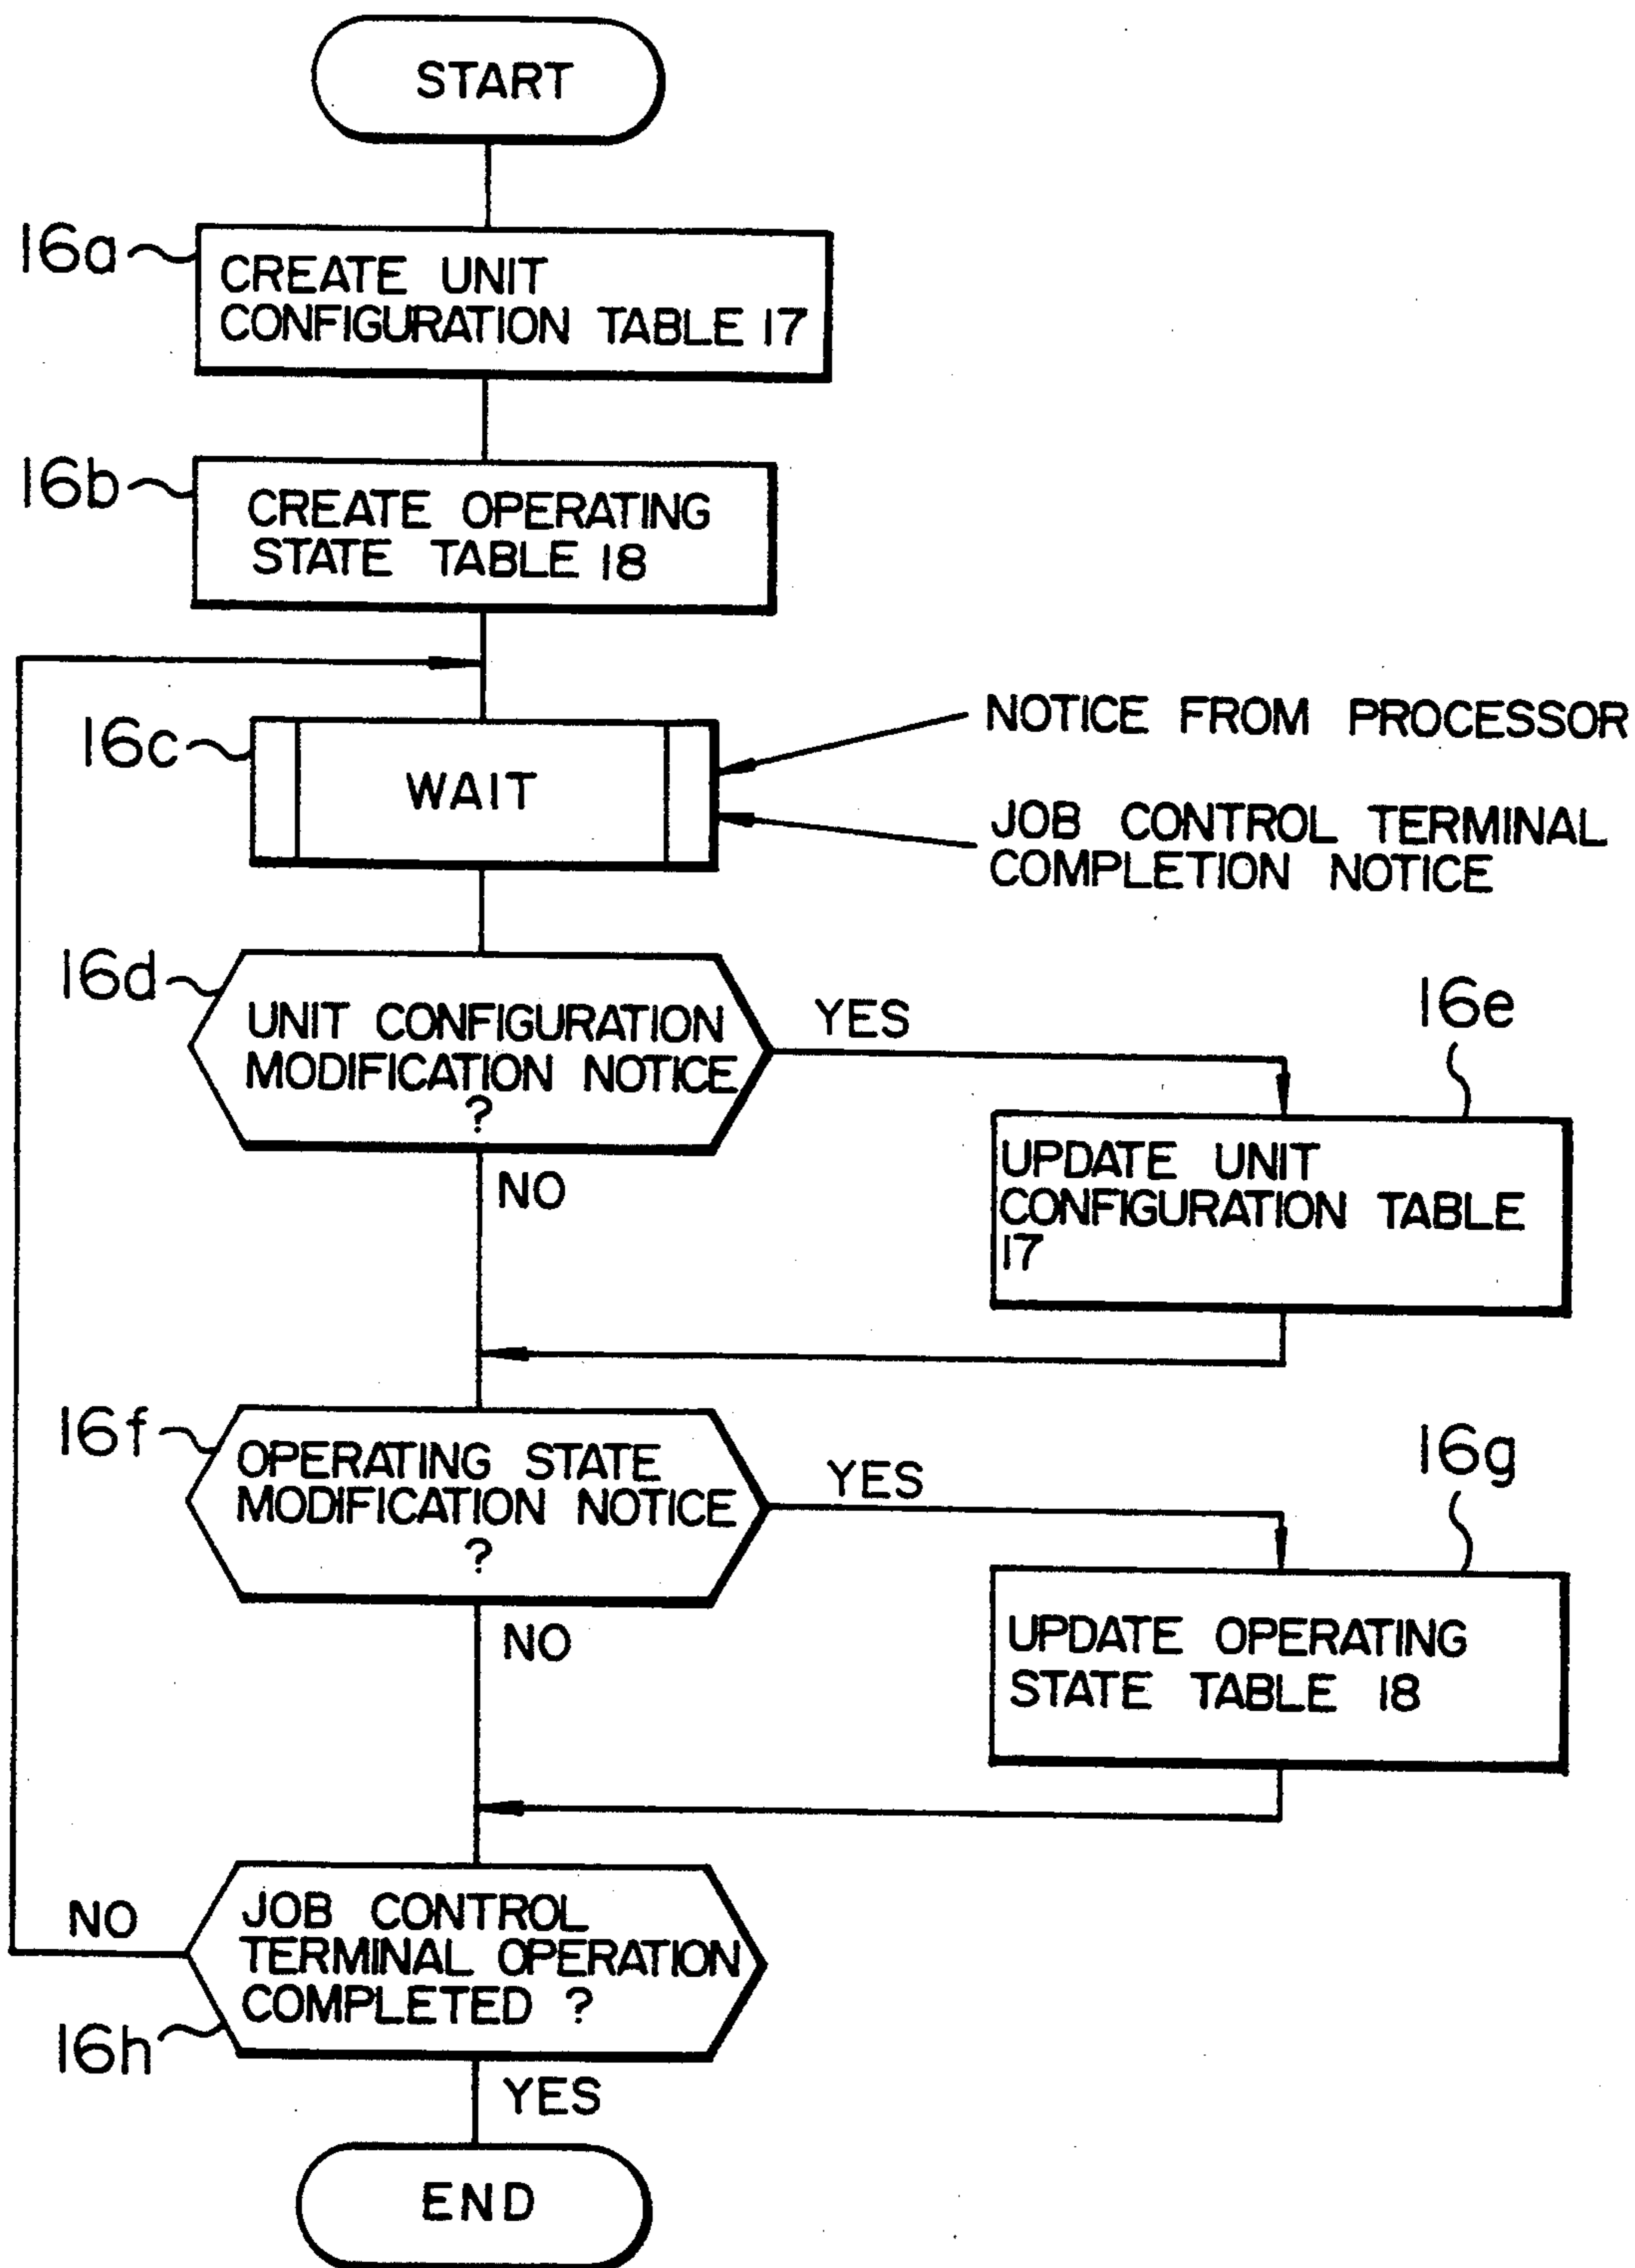 START
16a
CREATE UNIT
CONFIGURATION TABLE 17
16b
CREATE OPERATING
STATE TABLE 18
16c
WAIT
NOTICE FROM PROCESSOR
JOB CONTROL TERMINAL
COMPLETION NOTICE
16d
UNIT CONFIGURATION
MODIFICATION NOTICE
?
YES
NO
16e
UPDATE UNIT
CONFIGURATION TABLE
17
16f
OPERATING STATE
MODIFICATION NOTICE
?
YES
NO
16g
UPDATE OPERATING
STATE TABLE 18
NO
JOB CONTROL
TERMINAL OPERATION
COMPLETED ?
16h
YES
END